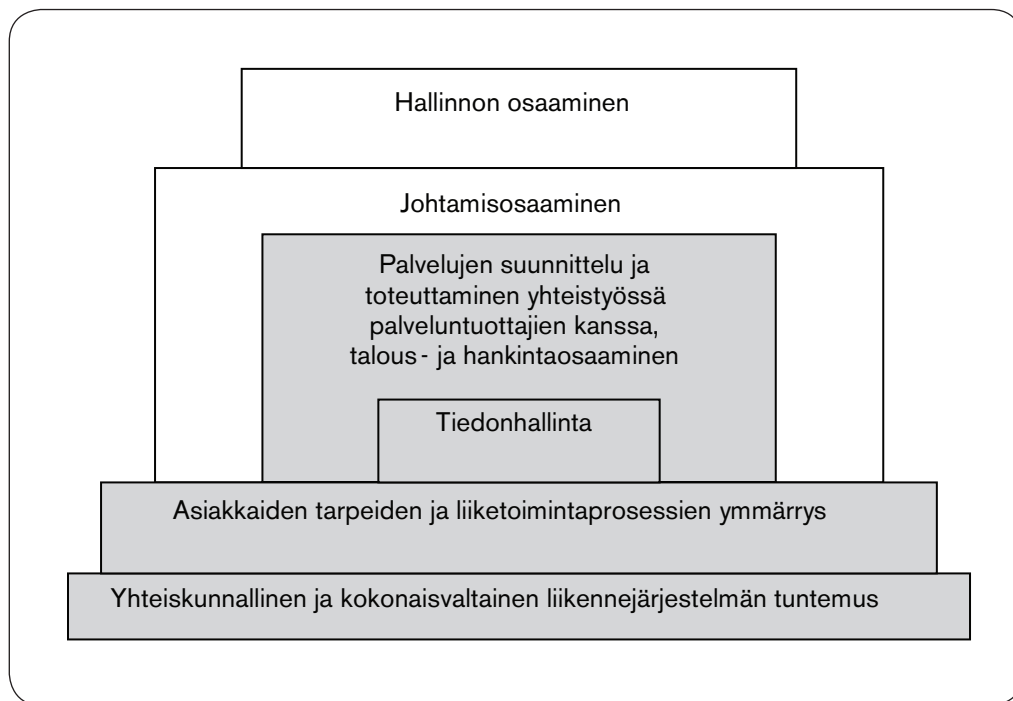 Hallinnon osaaminen
Johtamisosaaminen
Palvelujen suunnittelu ja
toteuttaminen yhteistyössä
palveluntuottajien kanssa,
talous- ja hankintaosaaminen
Tiedonhallinta
Asiakkaiden tarpeiden ja liiketoimintaprosessien ymmärrys
Yhteiskunnallinen ja kokonaisvaltainen liikennejärjestelmän tuntemus